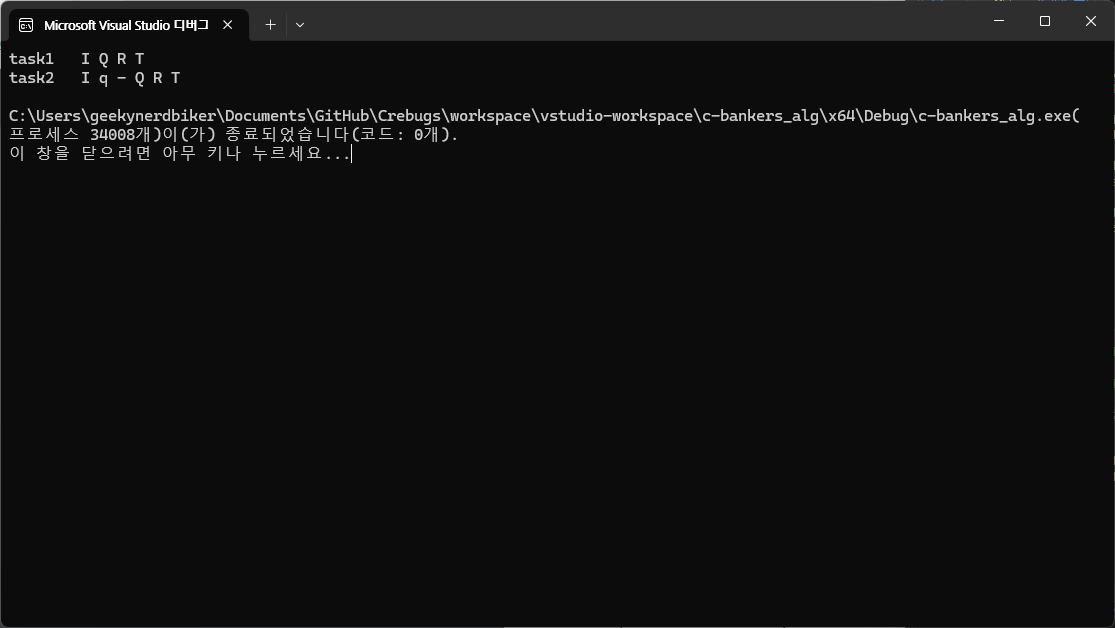 Microsoft Visual Studio 디버그
task1   I Q R T
task2   I q - Q R T
C:\Users\geekynerdbiker\Documents\GitHub\Crebugs\workspace\vstudio-workspace\c-bankers_alg\x64\Debug\c-bankers_alg.exe(
프로세스 34008개)이(가) 종료되었습니다(코드: 0개).
이 창을 닫으려면 아무 키나 누르세요...